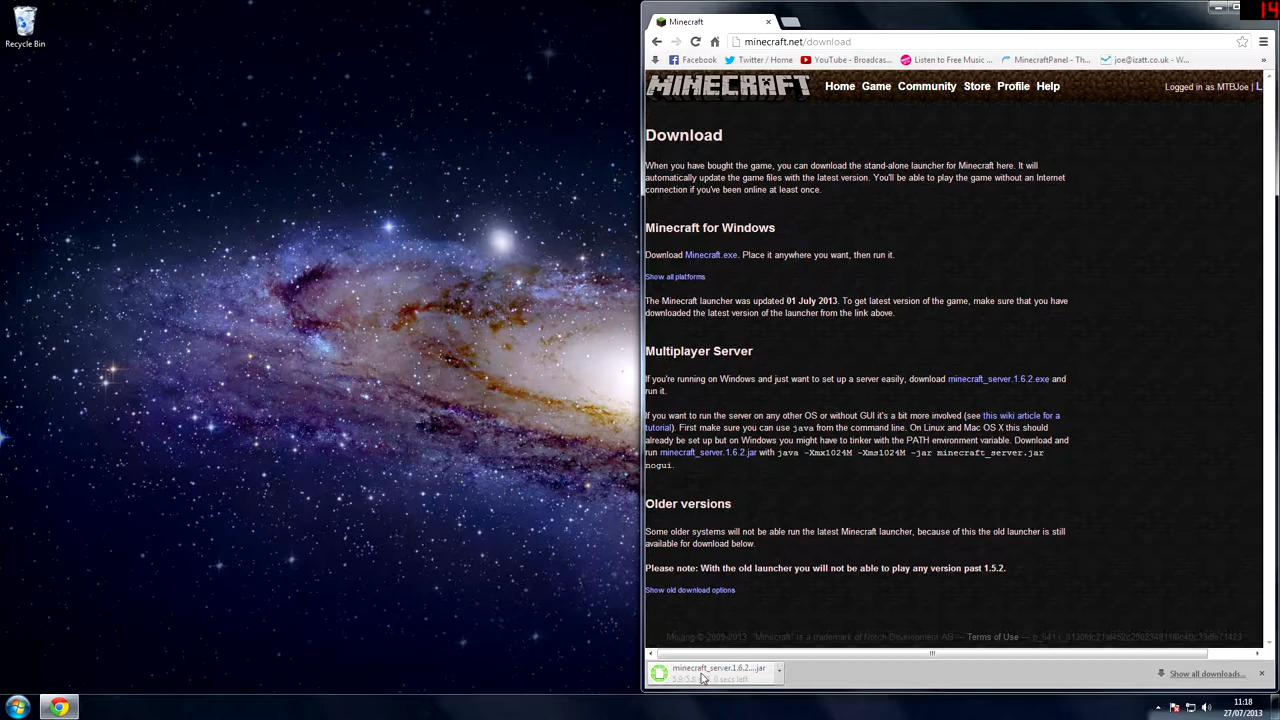 Recycle Bin
14
Minecraft
minecraft.net/download
Facebook
Twitter / Home
YouTube - Broadcas...
Listen to Free Music ...
MinecraftPanel - Th...
joe@izatt.co.uk - W...
»
MINECRAFT
Home Game Community Store Profile Help
Logged in as MTBJoe | L
Download
When you have bought the game, you can download the stand-alone launcher for Minecraft here. It will
automatically update the game files with the latest version. You'll be able to play the game without an Internet
connection if you've been online at least once.
Minecraft for Windows
Download Minecraft.exe. Place it anywhere you want, then run it.
Show all platforms
The Minecraft launcher was updated 01 July 2013. To get latest version of the game, make sure that you have
downloaded the latest version of the launcher from the link above.
Multiplayer Server
If you're running on Windows and just want to set up a server easily, download minecraft_server.1.6.2.exe and
run it.
If you want to run the server on any other OS or without GUI it's a bit more involved (see this wiki article for a
tutorial). First make sure you can use java from the command line. On Linux and Mac OS X this should
already be set up but on Windows you might have to tinker with the PATH environment variable. Download and
run minecraft_server.1.6.2.jar with java -Xmx1024M -Xms1024M -jar minecraft_server.jar
nogui.
Older versions
Some older systems will not be able run the latest Minecraft launcher, because of this the old launcher is still
available for download below.
Please note: With the old launcher you will not be able to play any version past 1.5.2.
Show old download options
Mojang © 2009-2013. "Minecraft" is a trademark of Notch Development AB — Terms of Use —
minecraft_server.1.6.2....jar
0 secs left
Show all downloads...
11:18
27/07/2013